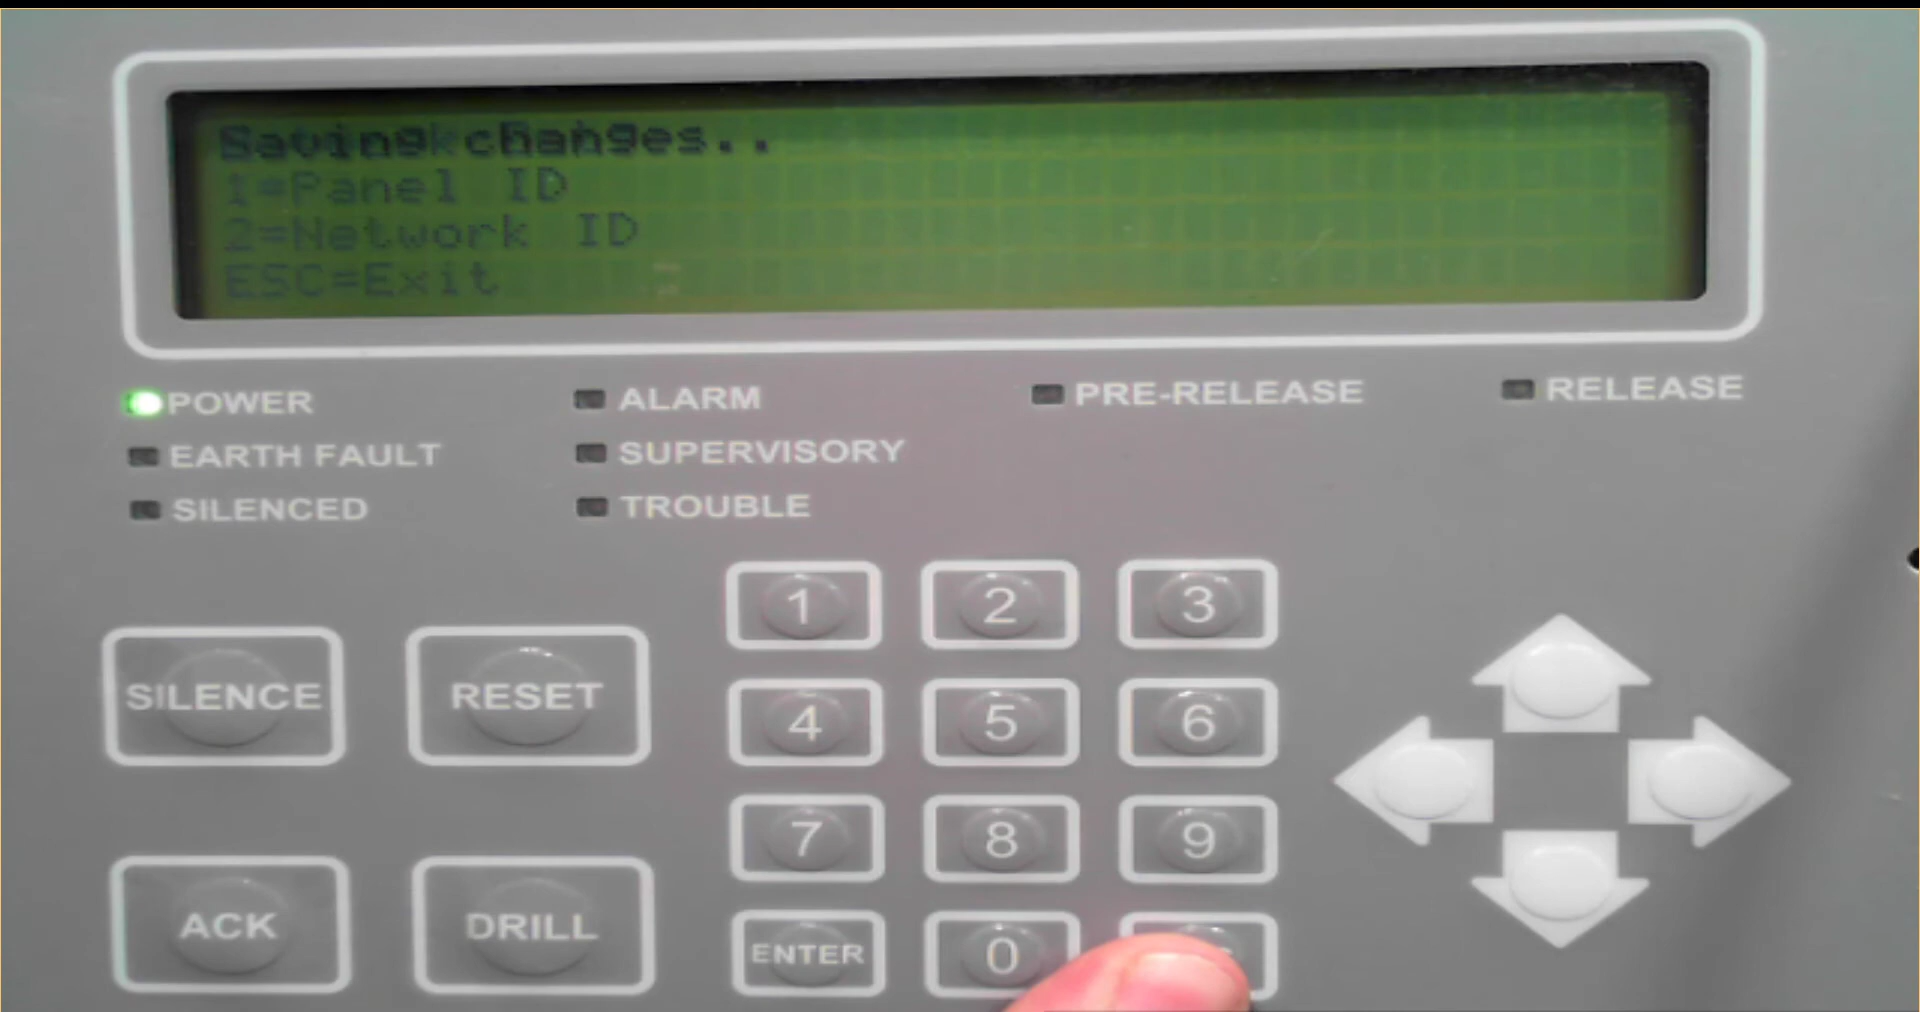 Saving changes..
1=Panel ID
2=Network ID
ESC=Exit
POWER ALARM PRE-RELEASE RELEASE
EARTH FAULT SUPERVISORY
SILENCED TROUBLE
1 2 3
SILENCE RESET 4 5 6
7 8 9
ACK DRILL ENTER 0